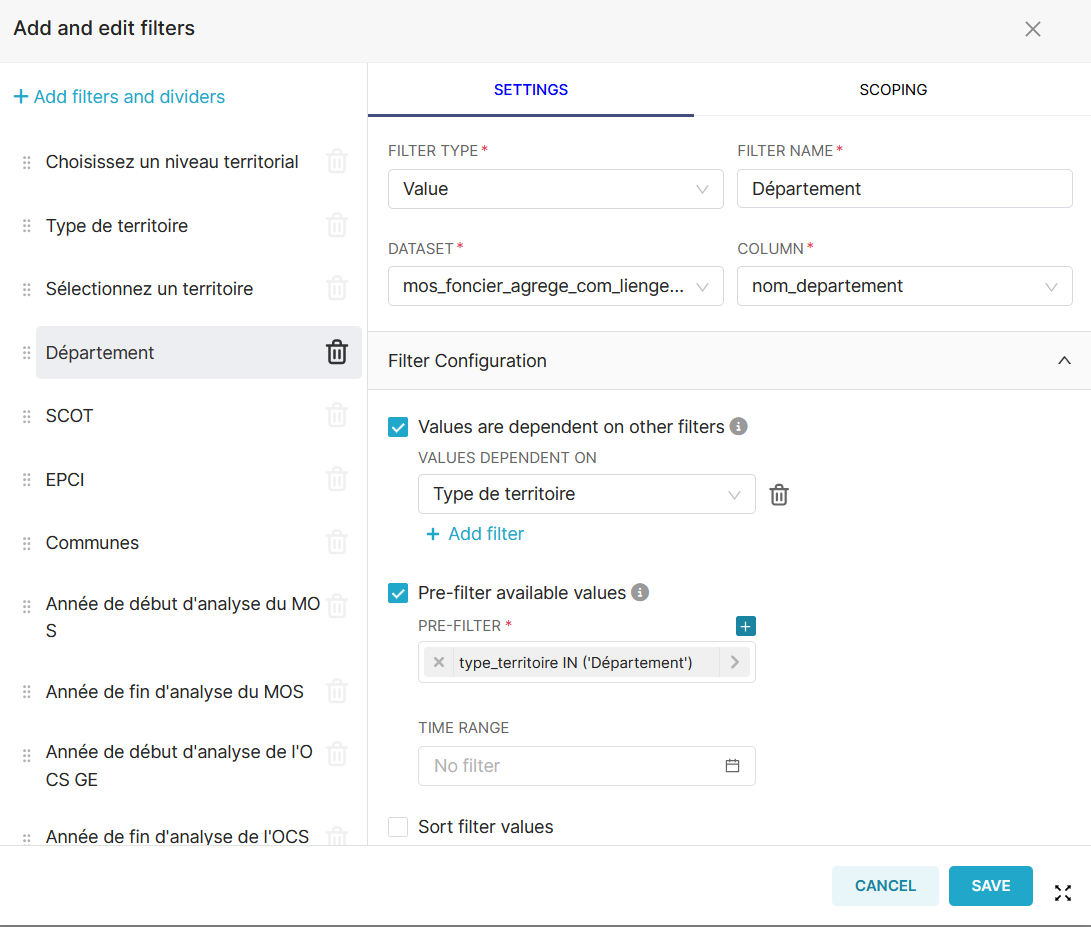 Add and edit filters
+ Add filters and dividers
Choisissez un niveau territorial
Type de territoire
Sélectionnez un territoire
Département
SCOT
EPCI
Communes
Année de début d'analyse du MO
S
Année de fin d'analyse du MOS
Année de début d'analyse de l'O
CS GE
Année de fin d'analyse de l'OCS
SETTINGS
SCOPING
FILTER TYPE *
FILTER NAME *
Value
Département
DATASET *
COLUMN *
mos_foncier_agrege_com_lienge...
nom_departement
Filter Configuration
Values are dependent on other filters
VALUES DEPENDENT ON
Type de territoire
+ Add filter
Pre-filter available values
PRE-FILTER *
type_territoire IN ('Département')
TIME RANGE
No filter
Sort filter values
CANCEL
SAVE